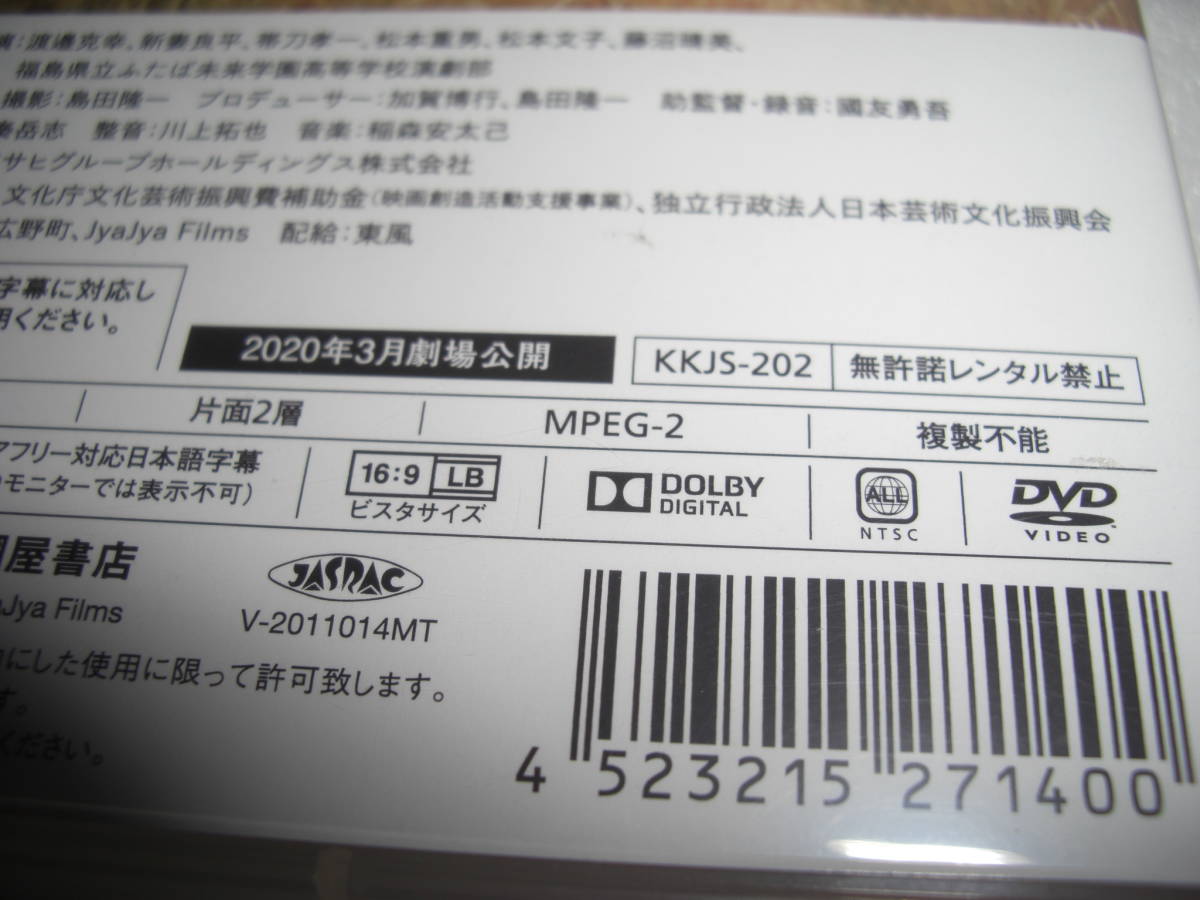 渡邉克幸、新妻良平、帯刀孝一、松本重男、松本文子、藤沼晴美、
福島県立ふたば未来学園高等学校演劇部
撮影:島田隆一 プロデューサー:加賀博行、島田隆一 助監督・録音:國友勇吾
岳志 整音:川上拓也 音楽:稲森安太己
サヒグループホールディングス株式会社
文化庁文化芸術振興費補助金(映画創造活動支援事業)、独立行政法人日本芸術文化振興会
広野町、JyaJya Films 配給:東風
字幕に対応し
用ください。
2020年3月劇場公開
KKJS-202
無許諾レンタル禁止
片面2層
MPEG-2
複製不能
アフリー対応日本語字幕
モニターでは表示不可)
16:9 LB
ビスタサイズ
DOLBY
DIGITAL
ALL
NTSC
DVD
VIDEO
屋書店
Jya Films
JASRAC
V-2011014MT
にした使用に限って許可致します。
す。
ください。
4 523215 271400